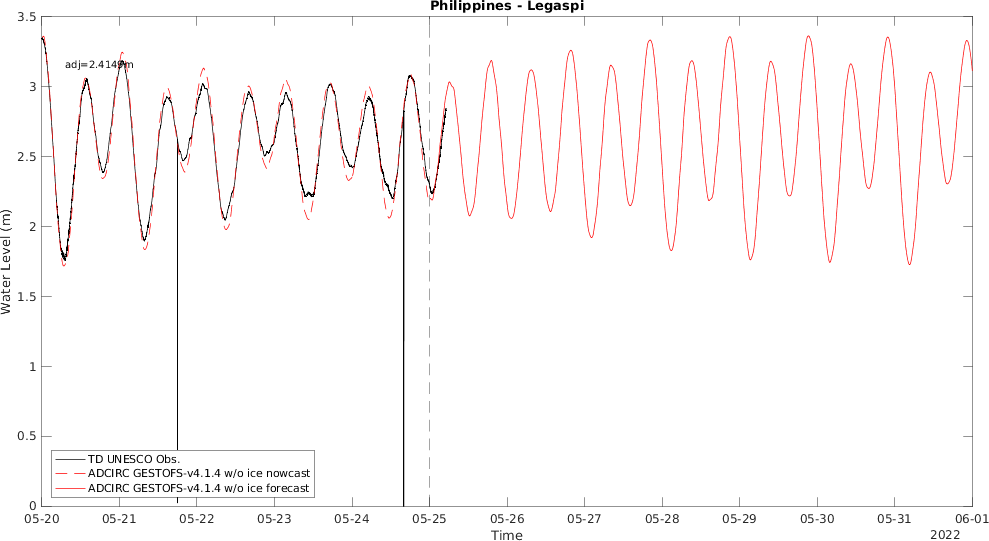 Philippines - Legaspi
3.5
3
2.5
2
1.5
1
0.5
0
Water Level (m)
adj=2.4149m
TD UNESCO Obs.
ADCIRC GESTOFS-v4.1.4 w/o ice nowcast
ADCIRC GESTOFS-v4.1.4 w/o ice forecast
05-20 05-21 05-22 05-23 05-24 05-25 05-26 05-27 05-28 05-29 05-30 05-31 06-01
Time
2022